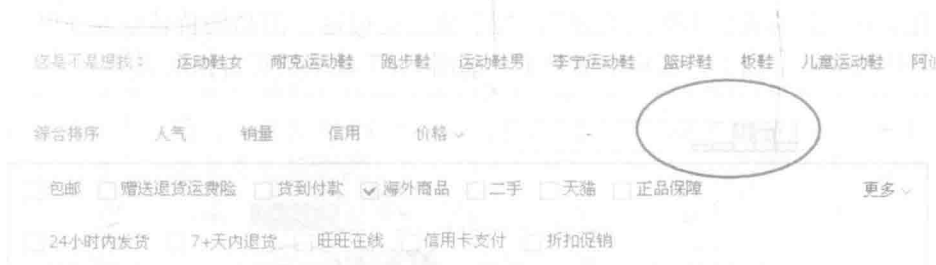 您是不是想找： 运动鞋女 耐克运动鞋 跑步鞋 运动鞋男 李宁运动鞋 篮球鞋 板鞋 儿童运动鞋
综合排序 人气 销量 信用 价格 -
包邮 赠送退货运费险 货到付款 海外商品 二手 天猫 正品保障 更多
24小时内发货 7+天内退货 旺旺在线 信用卡支付 折扣促销